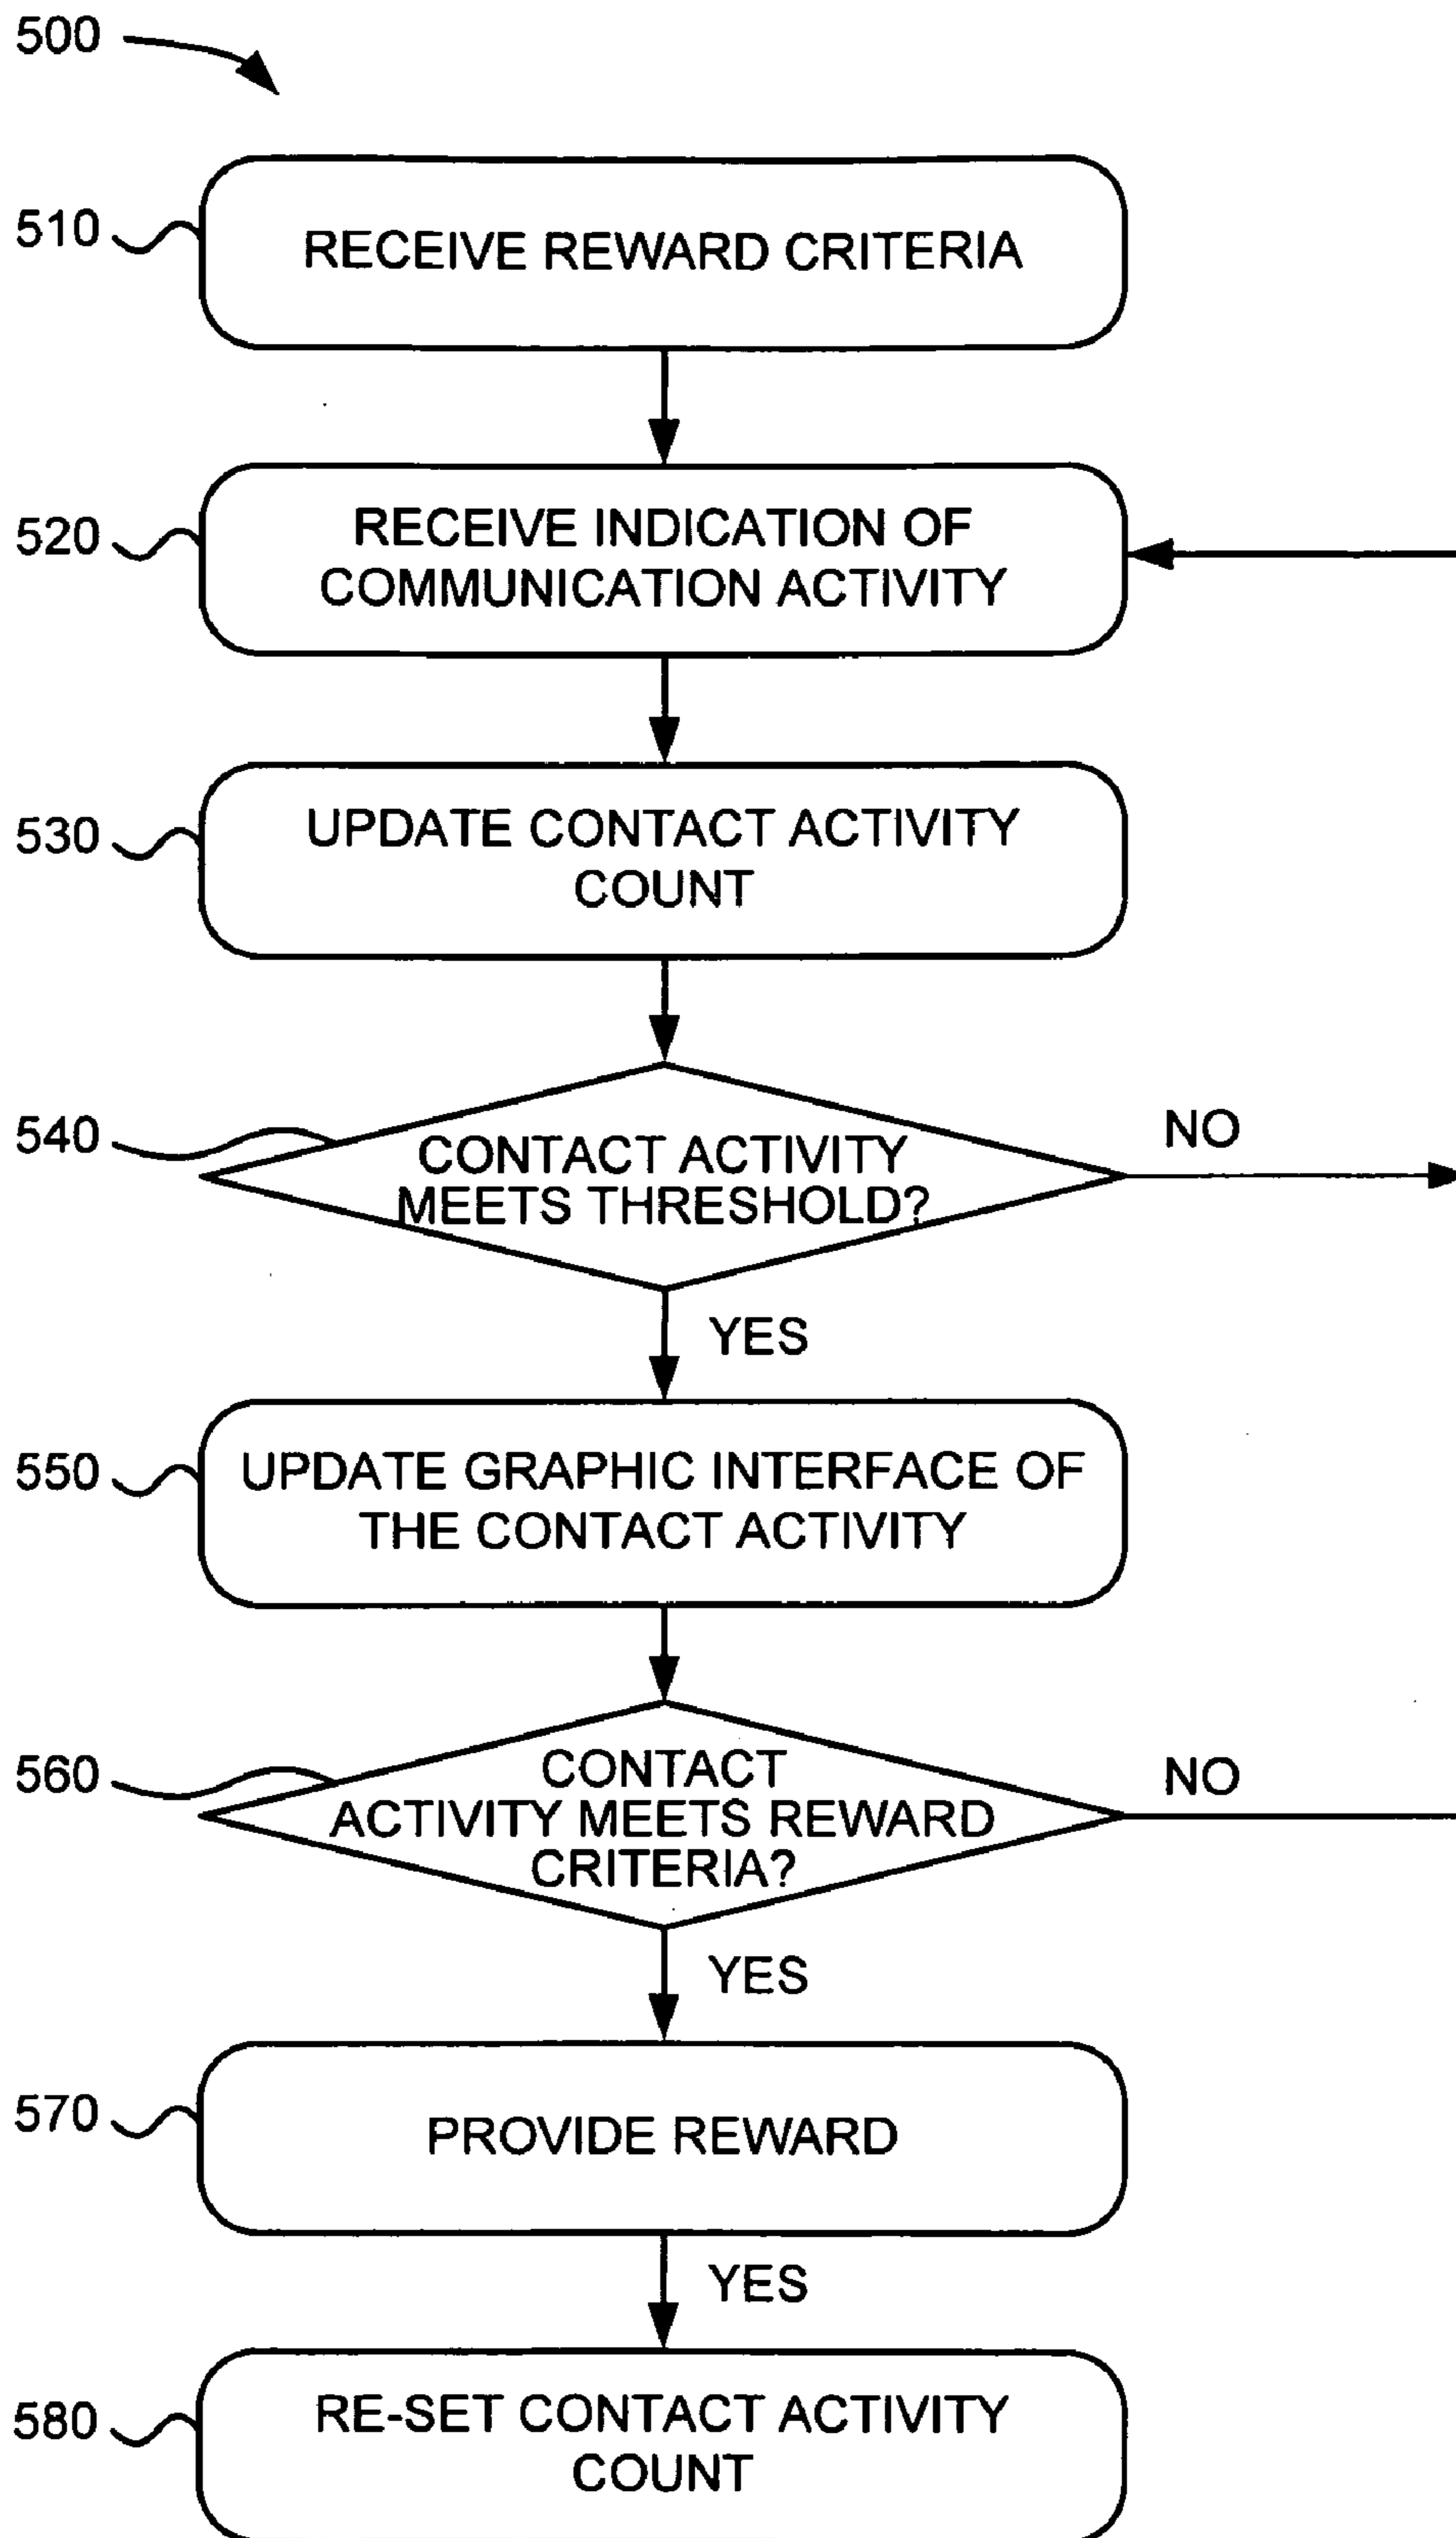 500
510
RECEIVE REWARD CRITERIA
520
RECEIVE INDICATION OF
COMMUNICATION ACTIVITY
530
UPDATE CONTACT ACTIVITY
COUNT
540
CONTACT ACTIVITY
MEETS THRESHOLD?
NO
YES
550
UPDATE GRAPHIC INTERFACE OF
THE CONTACT ACTIVITY
560
CONTACT
ACTIVITY MEETS REWARD
CRITERIA?
NO
YES
570
PROVIDE REWARD
YES
580
RE-SET CONTACT ACTIVITY
COUNT